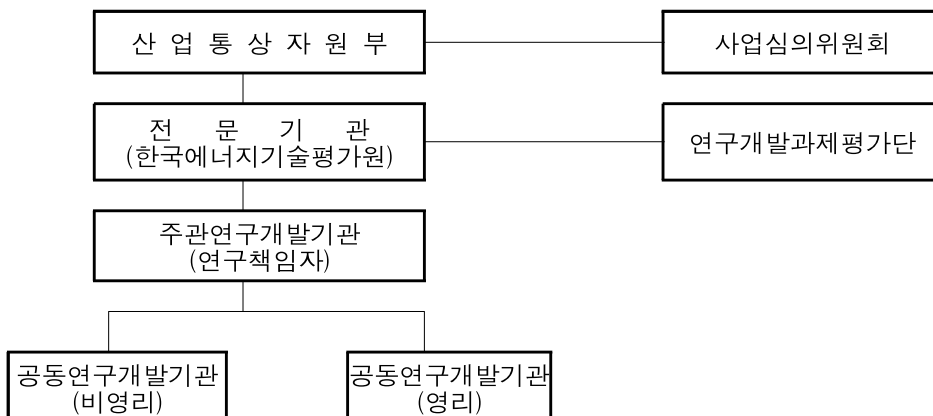 산 업 통 상 자 원 부
사업심의위원회
전 문 기 관
(한국에너지기술평가원)
연구개발과제평가단
주관연구개발기관
(연구책임자)
공동연구개발기관
(비영리)
공동연구개발기관
(영리)